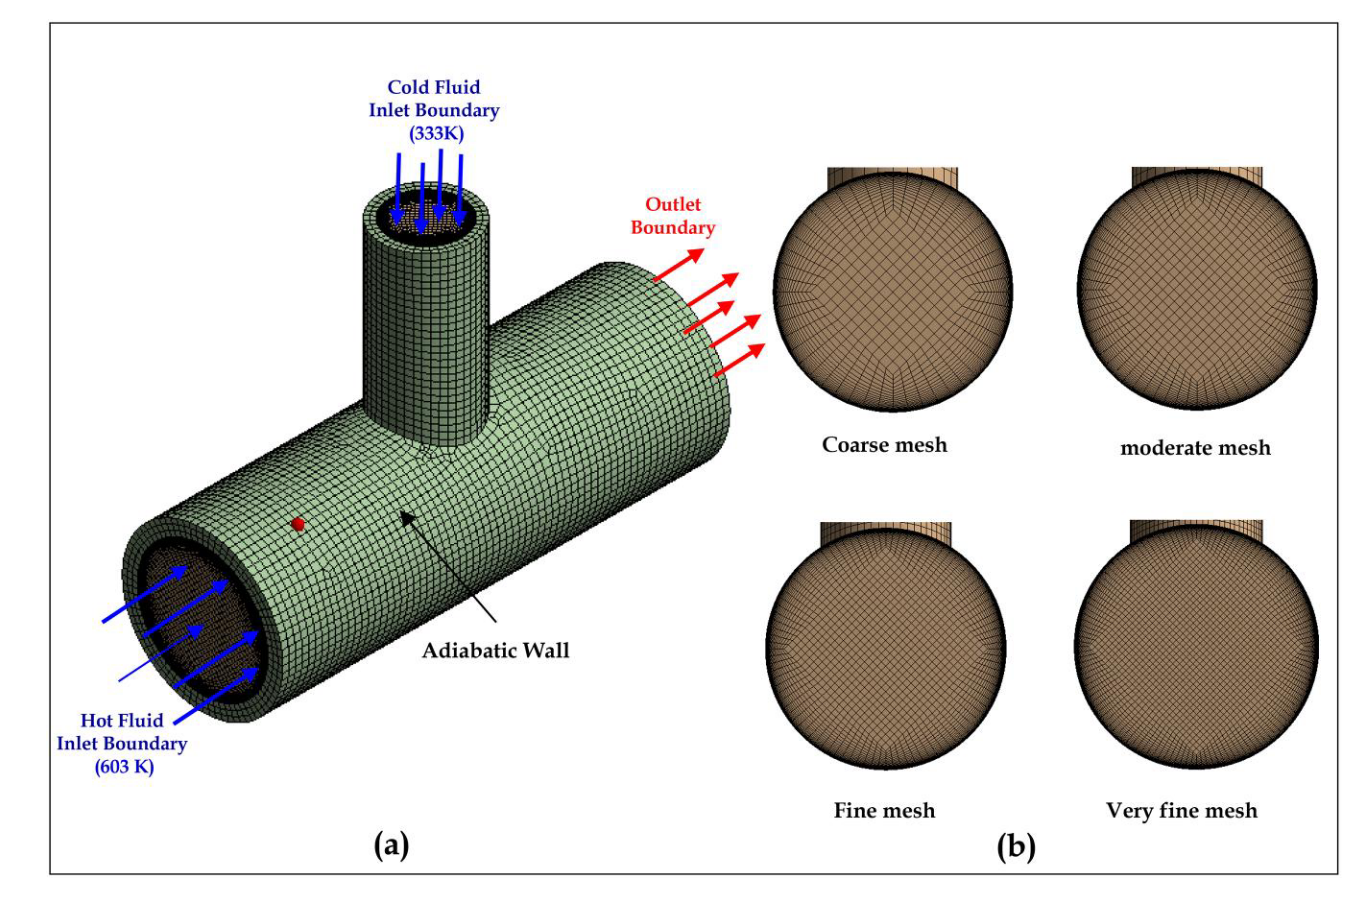 Cold Fluid
Inlet Boundary
(333K)
Outlet
Boundary
Adiabatic Wall
Hot Fluid
Inlet Boundary
(603 K)
(a)
Coarse mesh
moderate mesh
Fine mesh
Very fine mesh
(b)